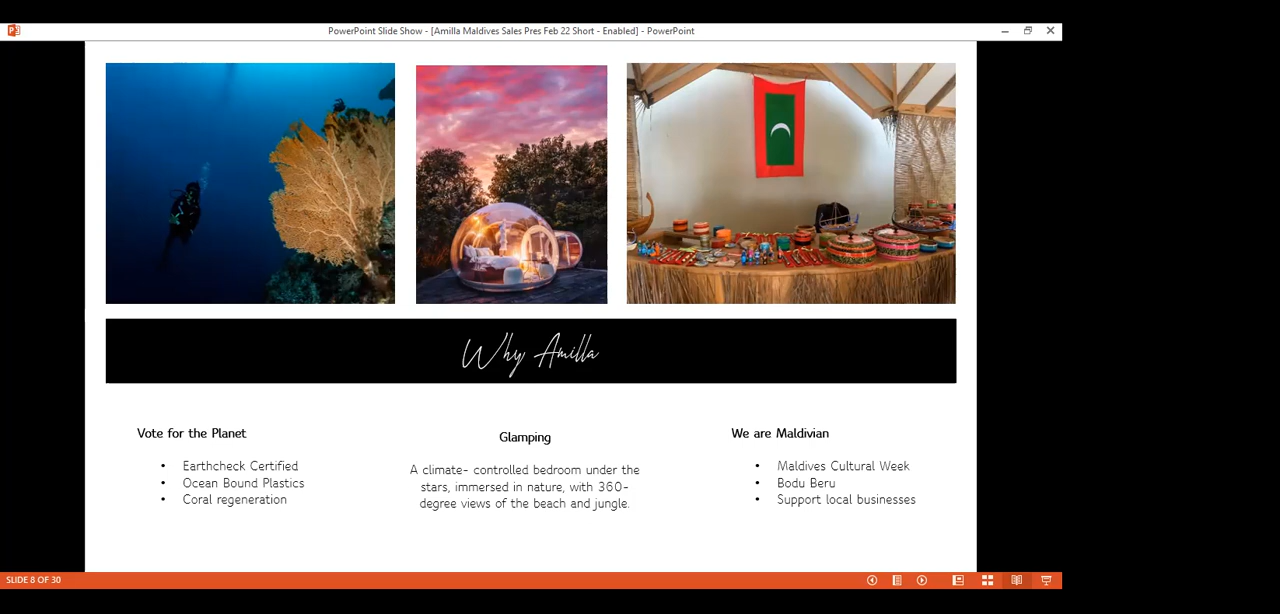 PowerPoint Slide Show - [Amilla Maldives Sales Pres Feb 22 Short - Enabled] - PowerPoint
Why Amilla
Vote for the Planet
• Earthcheck Certified
• Ocean Bound Plastics
• Coral regeneration
Glamping
A climate- controlled bedroom under the
stars, immersed in nature, with 360-
degree views of the beach and jungle.
We are Maldivian
• Maldives Cultural Week
• Bodu Beru
• Support local businesses
SLIDE 8 OF 30